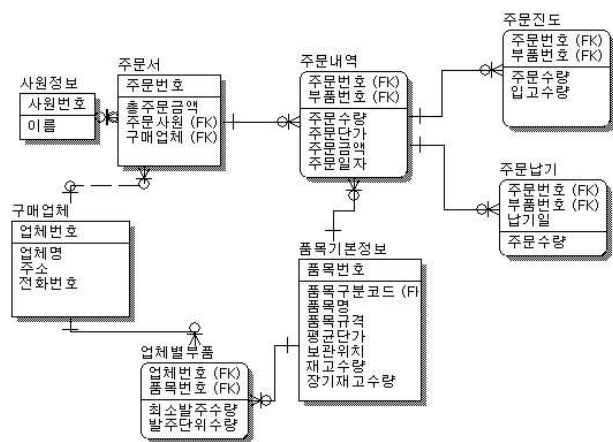 주문진도
주문번호 (FK)
부품번호 (FK)
주문수량
입고수량
주문서
주문번호
총주문금액
주문사원 (FK)
구매업체 (FK)
주문내역
주문번호 (FK)
부품번호 (FK)
주문수량
주문단가
주문금액
주문일자
사원정보
사원번호
이름
주문납기
주문번호 (FK)
부품번호 (FK)
납기일
주문수량
구매업체
업체번호
업체명
주소
전화번호
품목기본정보
품목번호
품목구분코드 (FK
품목명
품목규격
평균단가
보관위치
재고수량
장기재고수량
업체별부품
업체번호 (FK)
품목번호 (FK)
최소발주수량
발주단위수량